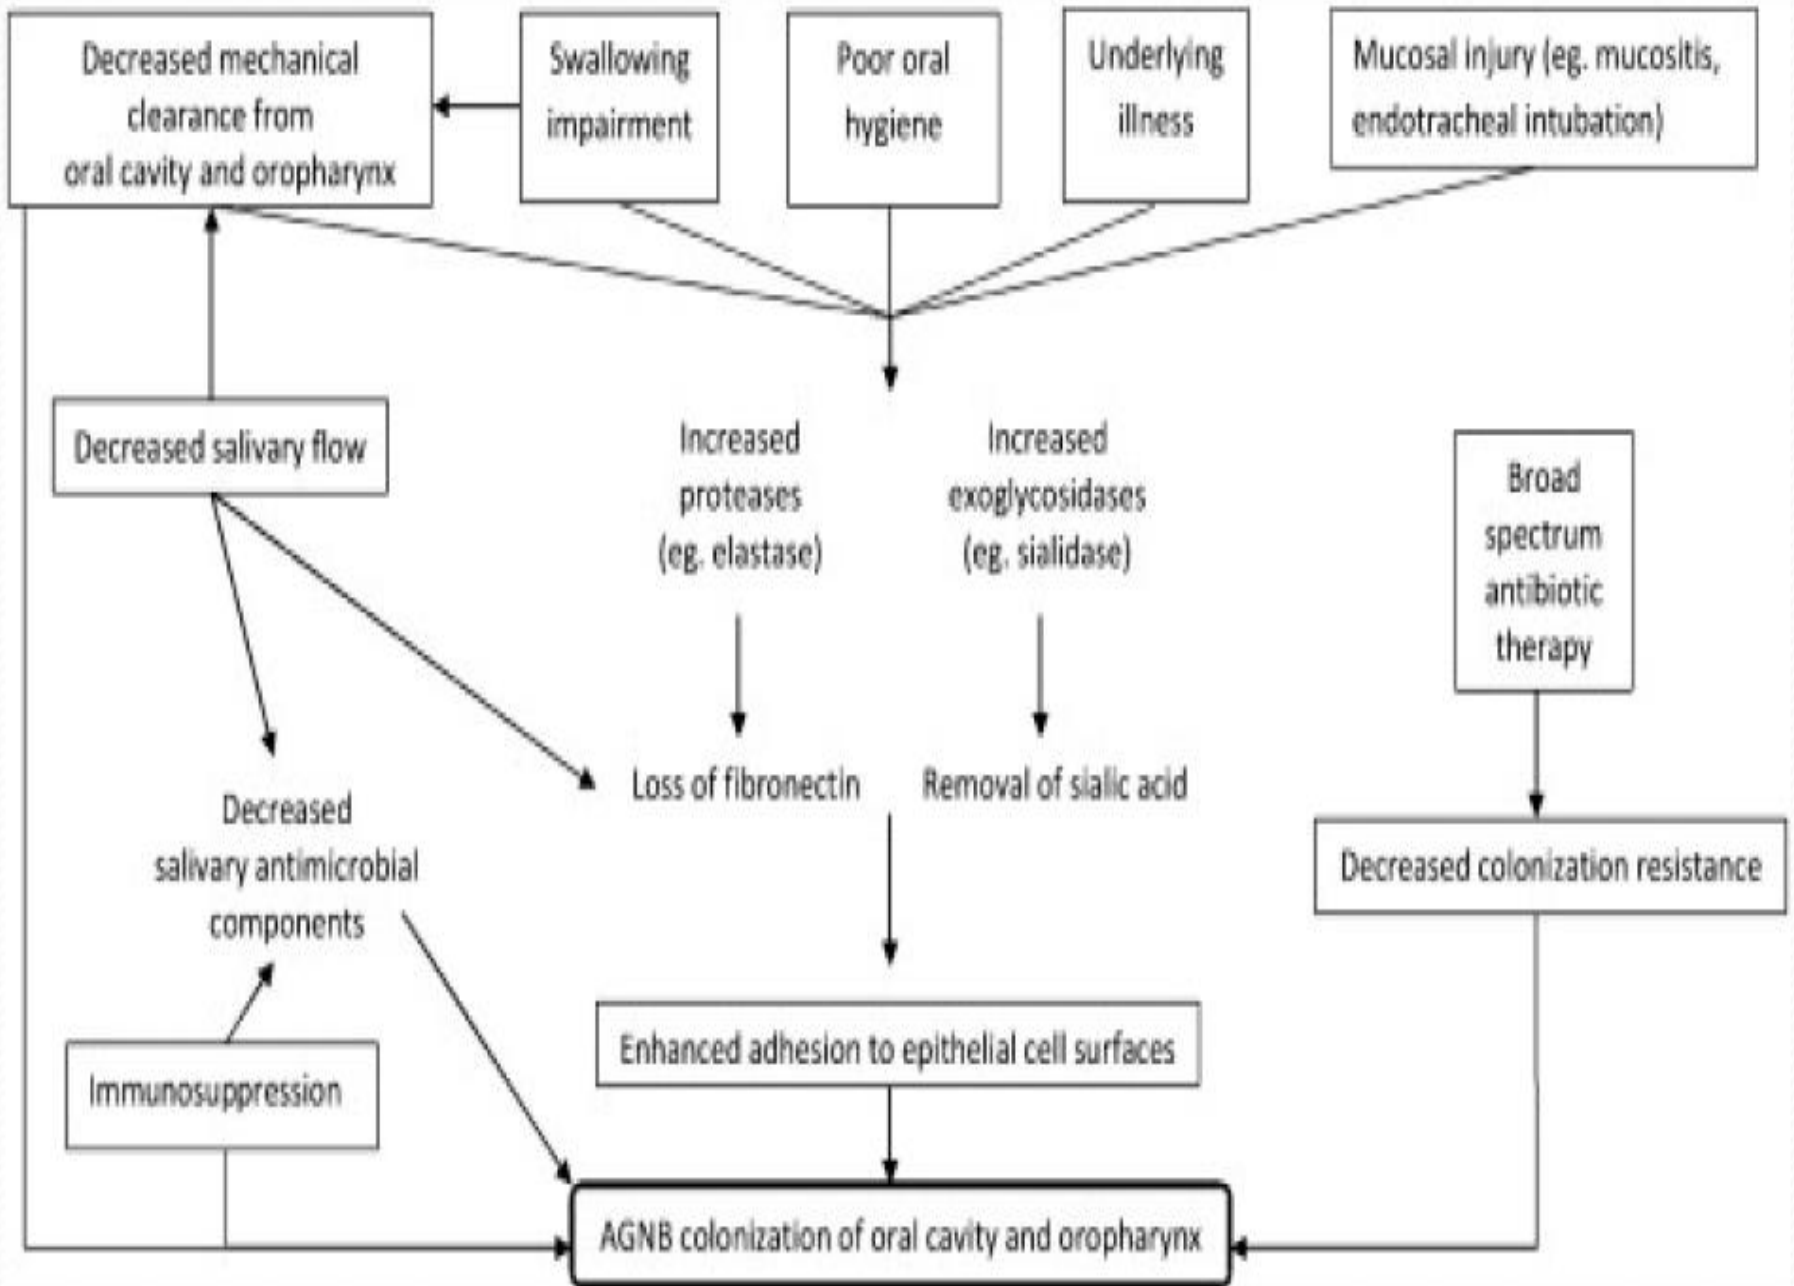 Decreased mechanical
clearance from
oral cavity and oropharynx
Swallowing
impairment
Poor oral
hygiene
Underlying
illness
Mucosal injury (eg. mucositis,
endotracheal intubation)
Decreased salivary flow
Increased
proteases
(eg. elastase)
Increased
exoglycosidases
(eg. sialidase)
Broad
spectrum
antibiotic
therapy
Loss of fibronectin
Removal of sialic acid
Decreased
salivary antimicrobial
components
Decreased colonization resistance
Immunosuppression
Enhanced adhesion to epithelial cell surfaces
AGNB colonization of oral cavity and oropharynx